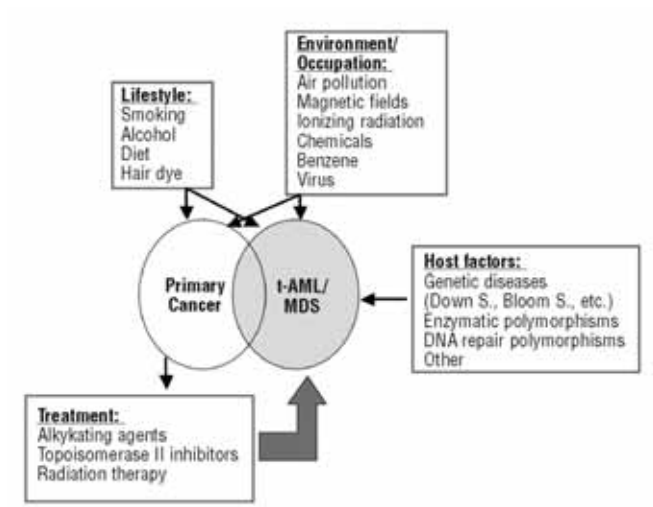 Environment/
Occupation:
Air pollution
Magnetic fields
Ionizing radiation
Chemicals
Benzene
Virus
Lifestyle:
Smoking
Alcohol
Diet
Hair dye
Primary
Cancer
t-AML/
MDS
Host factors:
Genetic diseases
(Down S., Bloom S., etc.)
Enzymatic polymorphisms
DNA repair polymorphisms
Other
Treatment:
Alkykating agents
Topoisomerase II inhibitors
Radiation therapy